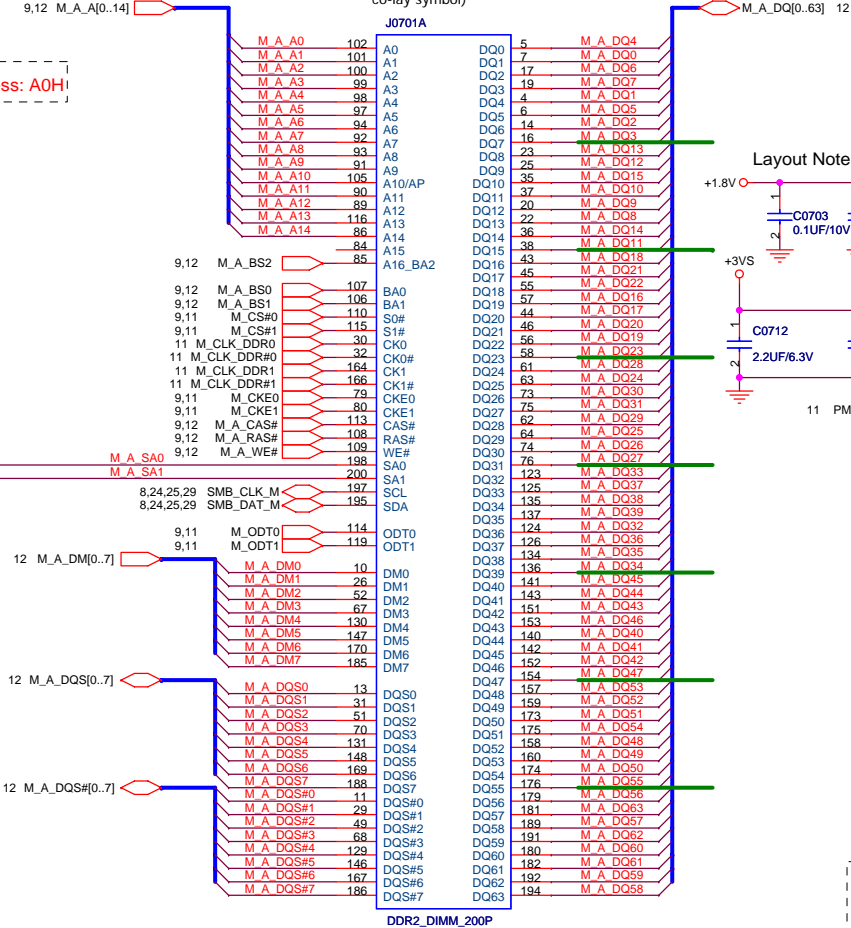 co-lay symbol)
9,12 M_A_A[0..14]
M_A_DQ[0..63] 12
J0701A
M_A_A0 102 A0 DQ0 5 M_A_DQ4
M_A_A1 101 A1 DQ1 7 M_A_DQ0
M_A_A2 100 A2 DQ2 17 M_A_DQ6
M_A_A3 99 A3 DQ3 19 M_A_DQ7
M_A_A4 98 A4 DQ4 4 M_A_DQ1
M_A_A5 97 A5 DQ5 6 M_A_DQ5
M_A_A6 94 A6 DQ6 14 M_A_DQ2
M_A_A7 92 A7 DQ7 16 M_A_DQ3
M_A_A8 93 A8 DQ8 23 M_A_DQ13
M_A_A9 91 A9 DQ9 25 M_A_DQ12
M_A_A10 105 A10/AP DQ10 35 M_A_DQ15
M_A_A11 90 A11 DQ11 37 M_A_DQ10
M_A_A12 89 A12 DQ12 20 M_A_DQ9
M_A_A13 116 A13 DQ13 22 M_A_DQ8
M_A_A14 86 A14 DQ14 36 M_A_DQ14
84 A15 DQ15 38 M_A_DQ11
9,12 M_A_BS2 85 A16_BA2 DQ16 43 M_A_DQ18
DQ17 45 M_A_DQ21
9,12 M_A_BS0 107 BA0 DQ18 55 M_A_DQ22
9,12 M_A_BS1 106 BA1 DQ19 57 M_A_DQ16
9,11 M_CS#0 110 S0# DQ20 44 M_A_DQ17
9,11 M_CS#1 115 S1# DQ21 46 M_A_DQ20
11 M_CLK_DDR0 30 CK0 DQ22 56 M_A_DQ19
11 M_CLK_DDR#0 32 CK0# DQ23 58 M_A_DQ23
11 M_CLK_DDR1 164 CK1 DQ24 61 M_A_DQ28
11 M_CLK_DDR#1 166 CK1# DQ25 63 M_A_DQ24
9,11 M_CKE0 79 CKE0 DQ26 73 M_A_DQ30
9,11 M_CKE1 80 CKE1 DQ27 75 M_A_DQ31
9,12 M_A_CAS# 113 CAS# DQ28 62 M_A_DQ29
9,12 M_A_RAS# 108 RAS# DQ29 64 M_A_DQ25
9,12 M_A_WE# 109 WE# DQ30 74 M_A_DQ26
M_A_SA0 198 SA0 DQ31 76 M_A_DQ27
M_A_SA1 200 SA1 DQ32 123 M_A_DQ33
8,24,25,29 SMB_CLK_M 197 SCL DQ33 125 M_A_DQ37
8,24,25,29 SMB_DAT_M 195 SDA DQ34 135 M_A_DQ38
DQ35 137 M_A_DQ39
9,11 M_ODT0 114 ODT0 DQ36 124 M_A_DQ32
9,11 M_ODT1 119 ODT1 DQ37 126 M_A_DQ36
12 M_A_DM[0..7] DQ38 134 M_A_DQ35
M_A_DM0 10 DM0 DQ39 136 M_A_DQ34
M_A_DM1 26 DM1 DQ40 141 M_A_DQ45
M_A_DM2 52 DM2 DQ41 143 M_A_DQ44
M_A_DM3 67 DM3 DQ42 151 M_A_DQ43
M_A_DM4 130 DM4 DQ43 153 M_A_DQ46
M_A_DM5 147 DM5 DQ44 140 M_A_DQ40
M_A_DM6 170 DM6 DQ45 142 M_A_DQ41
M_A_DM7 185 DM7 DQ46 152 M_A_DQ42
12 M_A_DQS[0..7] DQ47 154 M_A_DQ47
M_A_DQS0 13 DQS0 DQ48 157 M_A_DQ53
M_A_DQS1 31 DQS1 DQ49 159 M_A_DQ52
M_A_DQS2 51 DQS2 DQ50 173 M_A_DQ51
M_A_DQS3 70 DQS3 DQ51 175 M_A_DQ54
M_A_DQS4 131 DQS4 DQ52 158 M_A_DQ48
M_A_DQS5 148 DQS5 DQ53 160 M_A_DQ49
M_A_DQS6 169 DQS6 DQ54 174 M_A_DQ50
M_A_DQS7 188 DQS7 DQ55 176 M_A_DQ55
12 M_A_DQS#[0..7] M_A_DQS#0 11 DQS#0 DQ56 179 M_A_DQ56
M_A_DQS#1 29 DQS#1 DQ57 181 M_A_DQ63
M_A_DQS#2 49 DQS#2 DQ58 189 M_A_DQ57
M_A_DQS#3 68 DQS#3 DQ59 191 M_A_DQ62
M_A_DQS#4 129 DQS#4 DQ60 180 M_A_DQ60
M_A_DQS#5 146 DQS#5 DQ61 182 M_A_DQ61
M_A_DQS#6 167 DQS#6 DQ62 192 M_A_DQ59
M_A_DQS#7 186 DQS#7 DQ63 194 M_A_DQ58
DDR2_DIMM_200P
ss: A0H
Layout Note
+1.8V
1
C0703
0.1UF/10V
2
+3VS
1
C0712
2.2UF/6.3V
2
11 PM